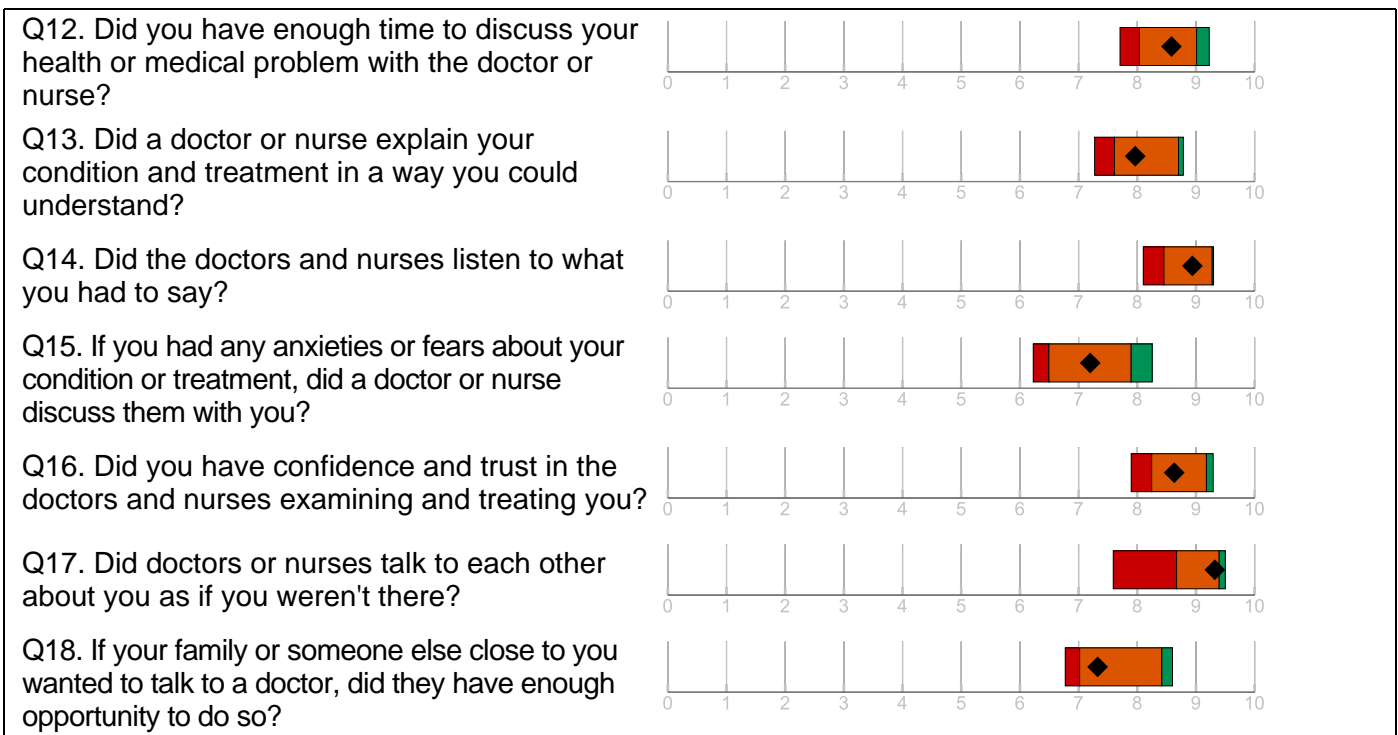 Q12. Did you have enough time to discuss your
health or medical problem with the doctor or
nurse?
0 1 2 3 4 5 6 7 8 9 10
Q13. Did a doctor or nurse explain your
condition and treatment in a way you could
understand?
0 1 2 3 4 5 6 7 8 9 10
Q14. Did the doctors and nurses listen to what
you had to say?
0 1 2 3 4 5 6 7 8 9 10
Q15. If you had any anxieties or fears about your
condition or treatment, did a doctor or nurse
discuss them with you?
0 1 2 3 4 5 6 7 8 9 10
Q16. Did you have confidence and trust in the
doctors and nurses examining and treating you?
0 1 2 3 4 5 6 7 8 9 10
Q17. Did doctors or nurses talk to each other
about you as if you weren't there?
0 1 2 3 4 5 6 7 8 9 10
Q18. If your family or someone else close to you
wanted to talk to a doctor, did they have enough
opportunity to do so?
0 1 2 3 4 5 6 7 8 9 10